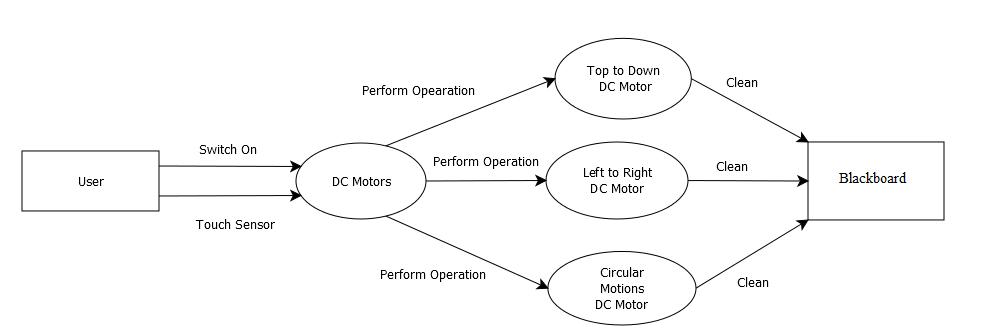 Top to Down
DC Motor
Clean
Perform Opearation
Switch On
Perform Operation
Left to Right
DC Motor
Clean
User
DC Motors
Blackboard
Touch Sensor
Perform Operation
Circular
Motions
DC Motor
Clean